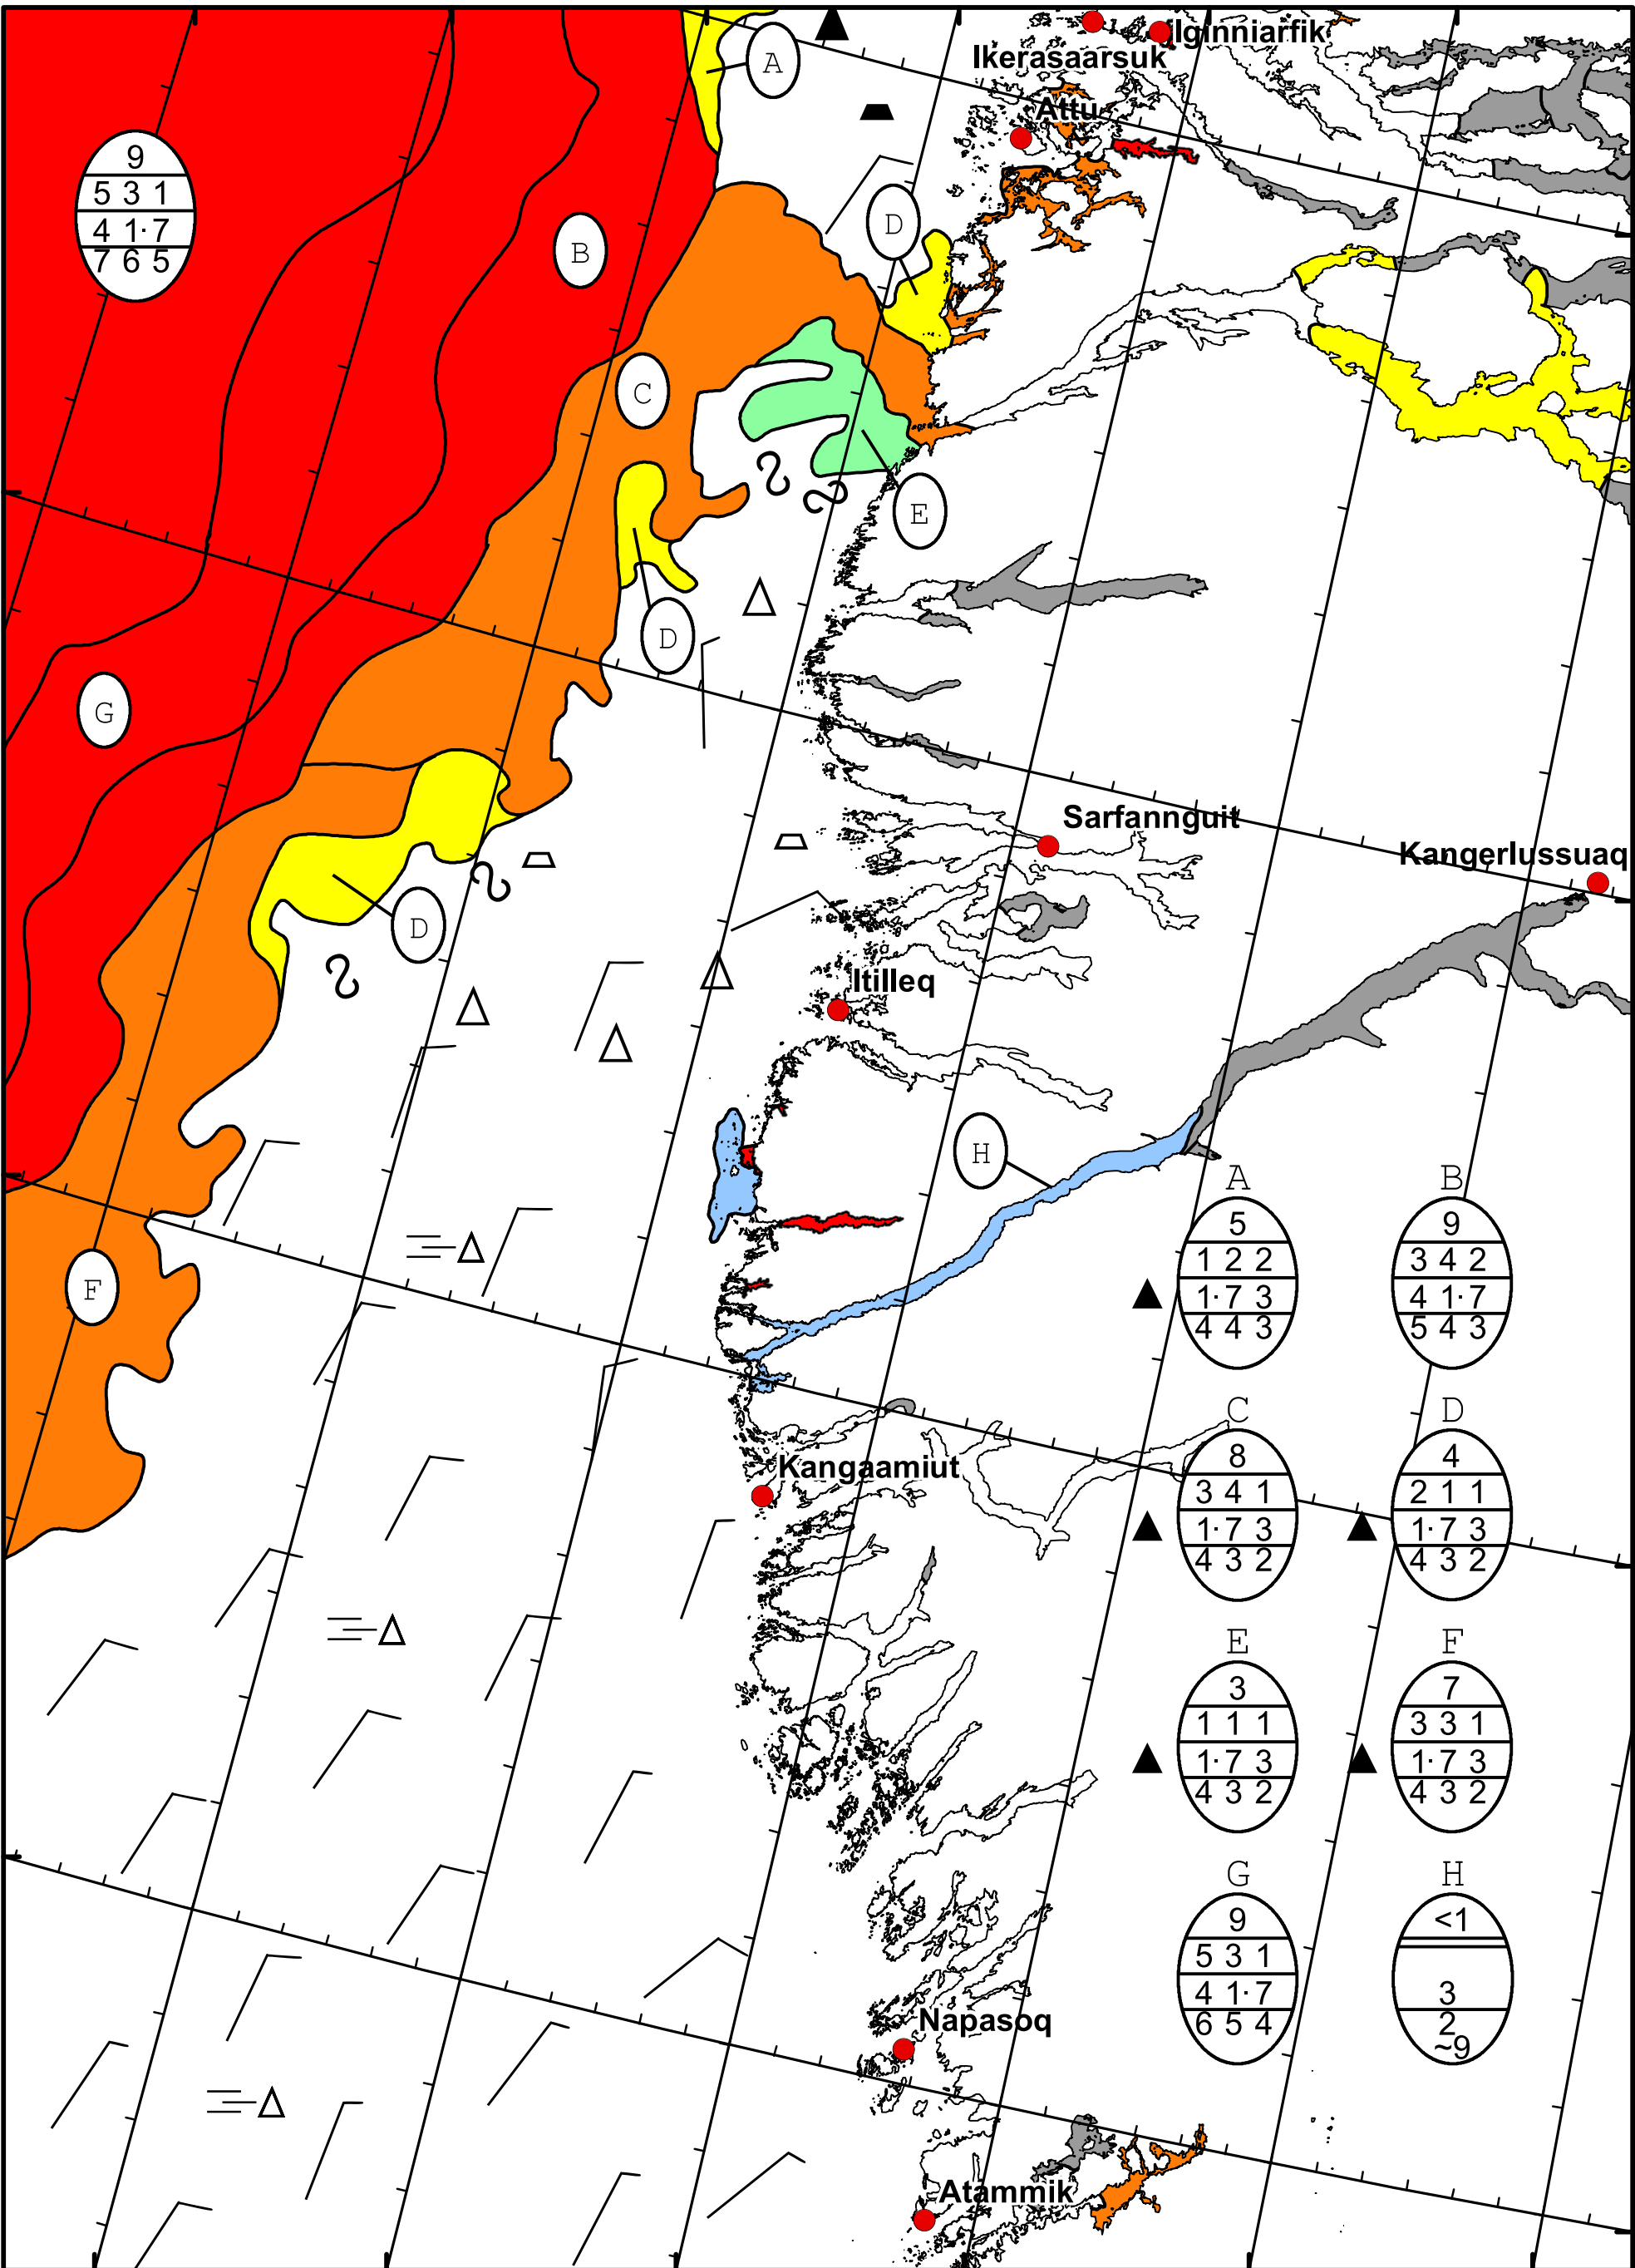 Ilginniarfik
Ikerasaarsuk
A
Attu
9
5 3 1
4 1· 7
7 6 5
D
B
C
E
D
G
Sarfannguit
Kangerlussuaq
D
Itilleq
H
F
A
5
1 2 2
1· 7 3
4 4 3
B
9
3 4 2
4 1· 7
5 4 3
C
8
3 4 1
1· 7 3
4 3 2
D
4
2 1 1
1· 7 3
4 3 2
Kangaamiut
E
3
1 1 1
1· 7 3
4 3 2
F
7
3 3 1
1· 7 3
4 3 2
G
9
5 3 1
4 1· 7
6 5 4
H
<1
3
2
~9
Napasoq
Atammik